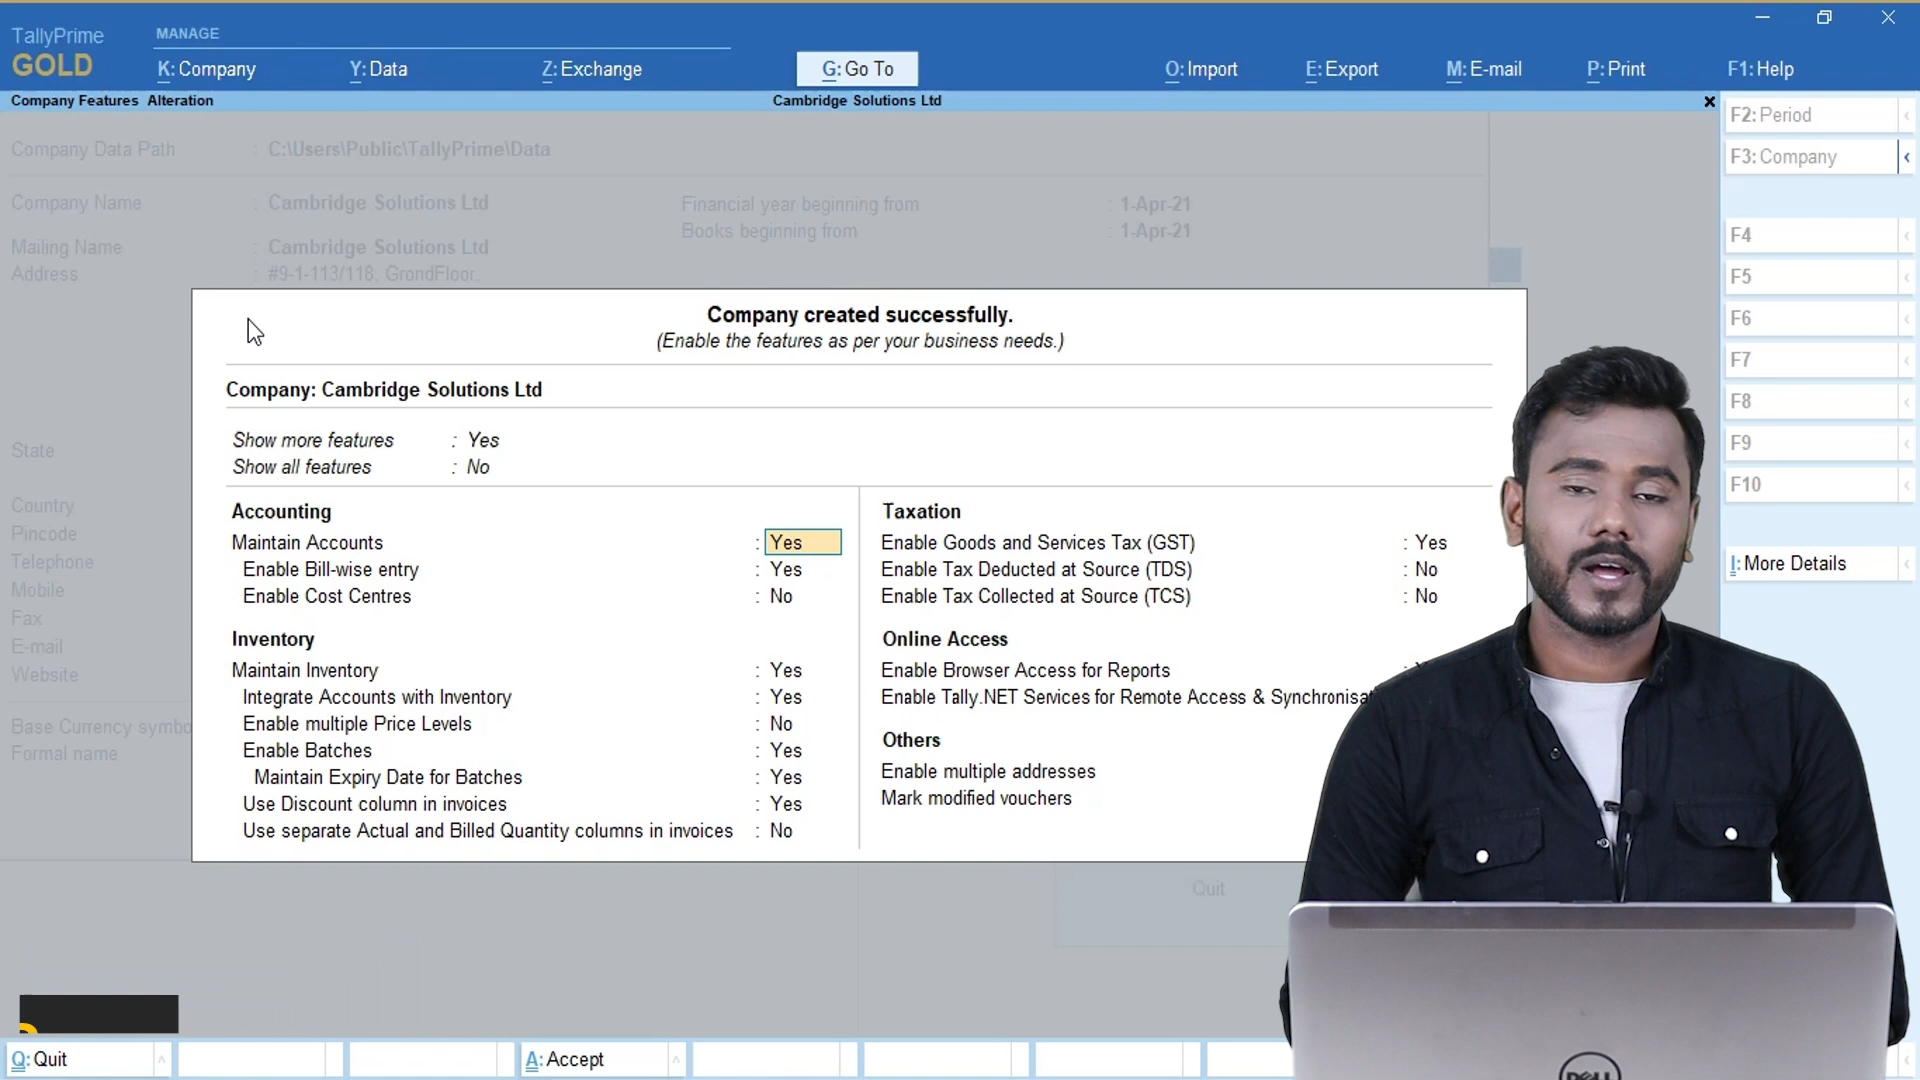 TallyPrime
GOLD
MANAGE
K: Company
Y: Data
Z: Exchange
G: Go To
O: Import
E: Export
M: E-mail
P: Print
F1: Help
Company Features Alteration
Cambridge Solutions Ltd
Company Data Path : C:\Users\Public\TallyPrime\Data
Company Name : Cambridge Solutions Ltd
Financial year beginning from : 1-Apr-21
Books beginning from : 1-Apr-21
Mailing Name : Cambridge Solutions Ltd
Address : #9-1-113/118, GrondFloor,
State
Country
Pincode
Telephone
Mobile
Fax
E-mail
Website
Base Currency symbo
Formal name
Company created successfully.
(Enable the features as per your business needs.)
Company: Cambridge Solutions Ltd
Show more features : Yes
Show all features : No
Accounting
Maintain Accounts : Yes
Enable Bill-wise entry : Yes
Enable Cost Centres : No
Inventory
Maintain Inventory : Yes
Integrate Accounts with Inventory : Yes
Enable multiple Price Levels : No
Enable Batches : Yes
Maintain Expiry Date for Batches : Yes
Use Discount column in invoices : Yes
Use separate Actual and Billed Quantity columns in invoices : No
Taxation
Enable Goods and Services Tax (GST) : Yes
Enable Tax Deducted at Source (TDS) : No
Enable Tax Collected at Source (TCS) : No
Online Access
Enable Browser Access for Reports :
Enable Tally.NET Services for Remote Access & Synchronisat
Others
Enable multiple addresses
Mark modified vouchers
Quit
F2: Period
F3: Company
F4
F5
F6
F7
F8
F9
F10
I: More Details
Q: Quit
A: Accept
DELL